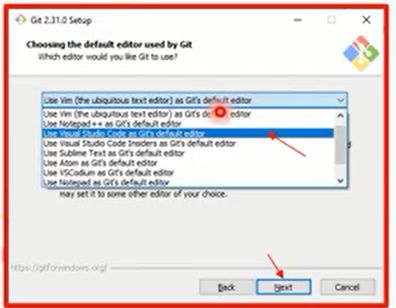 Git 2.31.0 Setup
Choosing the default editor used by Git
Which editor would you like Git to use?
Use Vim (the ubiquitous text editor) as Git's default editor
Use Vim (the ubiquitous text editor) as Git's default editor
Use Notepad++ as Git's default editor
Use Visual Studio Code as Git's default editor
Use Visual Studio Code Insiders as Git's default editor
Use Sublime Text as Git's default editor
Use Atom as Git's default editor
Use VSCodium as Git's default editor
Use Notepad as Git's default editor
may set it to some other editor of your choice.
https://gitforwindows.org/
Back
Next
Cancel